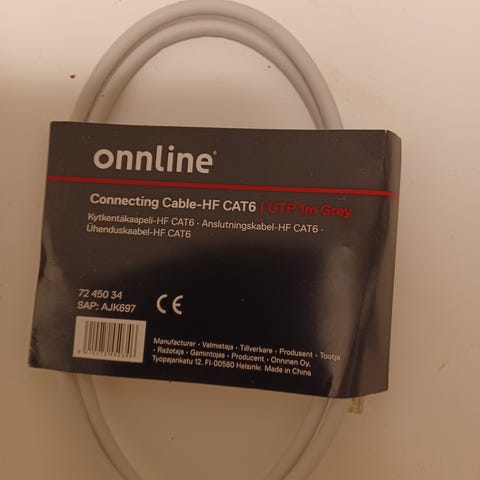 onnline
Connecting Cable-HF CAT6 | UTP 1m Grey
Kytkentäkaapeli-HF CAT6 · Anslutningskabel-HF CAT6 ·
Ühenduskaabel-HF CAT6
72 450 34
SAP: AJK697
CE
Manufacturer · Valmistaja · Tillverkare · Produsent · Tootja
· Ražotājs · Gamintojas · Producent · Onninen Oy,
Työpajankatu 12, FI-00580 Helsinki. Made in China